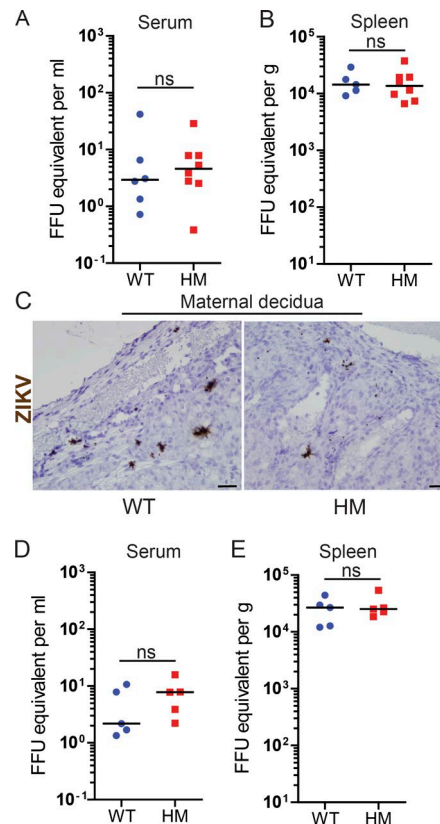 A
Serum
FFU equivalent per ml
10³
10²
10¹
10⁰
10⁻¹
ns
WT
HM
B
Spleen
FFU equivalent per g
10⁵
10⁴
10³
10²
10¹
ns
WT
HM
C
Maternal decidua
ZIKV
WT
HM
D
Serum
FFU equivalent per ml
10³
10²
10¹
10⁰
10⁻¹
ns
WT
HM
E
Spleen
FFU equivalent per g
10⁵
10⁴
10³
10²
10¹
ns
WT
HM